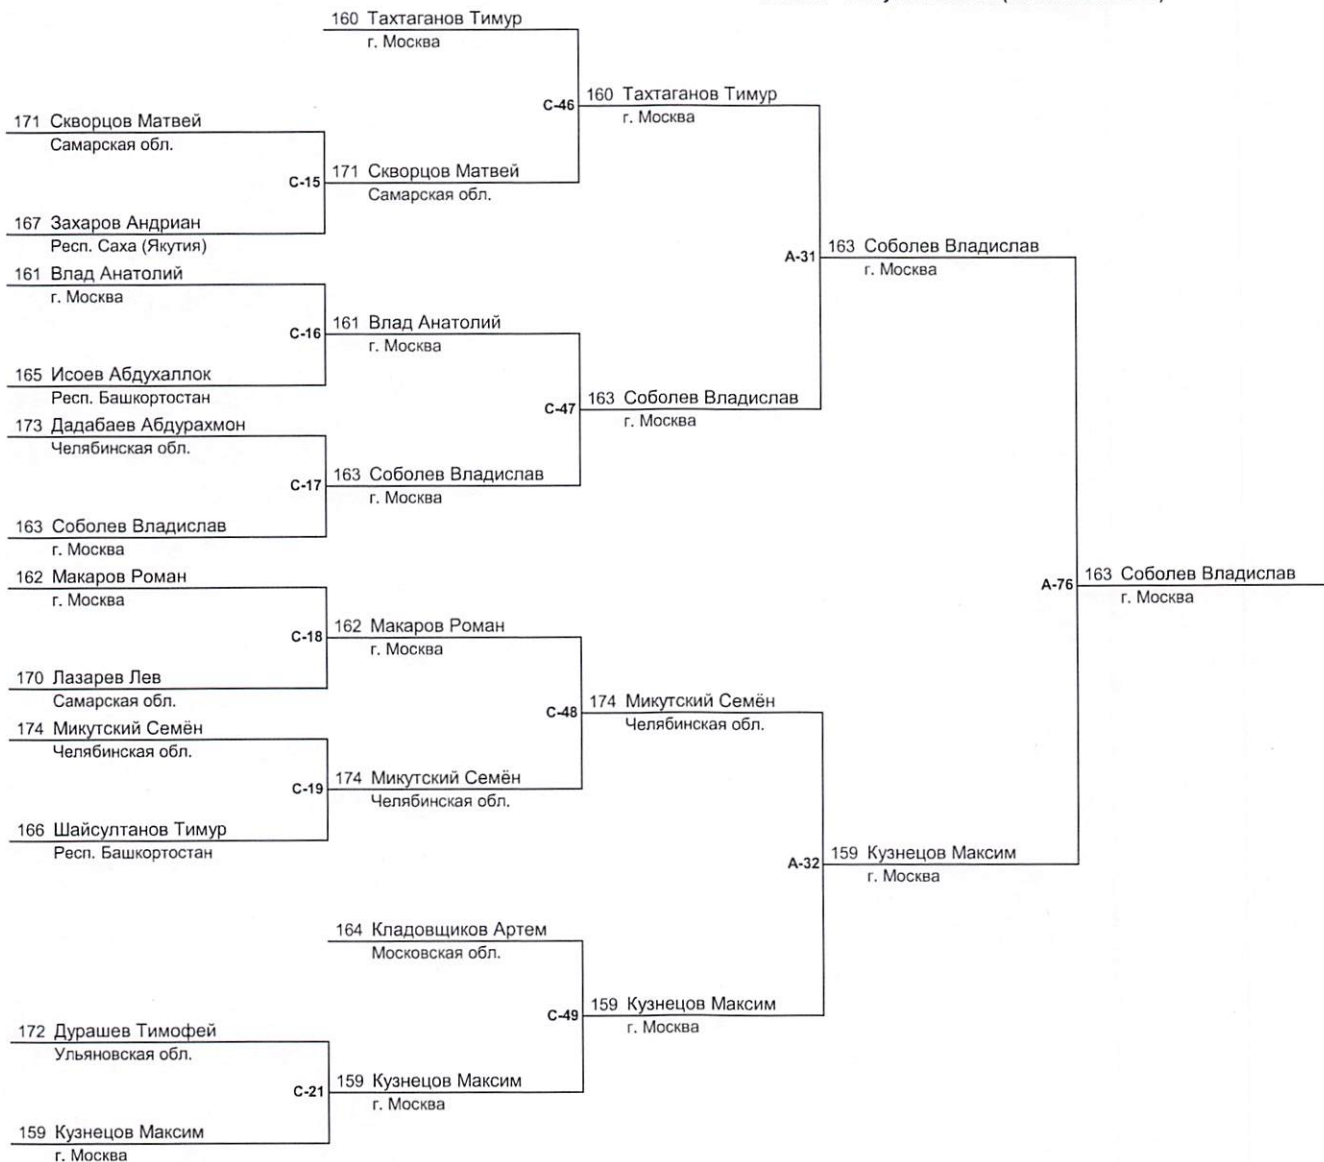 160 Тахтаганов Тимур
г. Москва
С-46
160 Тахтаганов Тимур
г. Москва
171 Скворцов Матвей
Самарская обл.
С-15
171 Скворцов Матвей
Самарская обл.
167 Захаров Андриан
Респ. Саха (Якутия)
А-31
163 Соболев Владислав
г. Москва
161 Влад Анатолий
г. Москва
С-16
161 Влад Анатолий
г. Москва
165 Исоев Абдухаллок
Респ. Башкортостан
С-47
163 Соболев Владислав
г. Москва
173 Дадабаев Абдурахмон
Челябинская обл.
С-17
163 Соболев Владислав
г. Москва
163 Соболев Владислав
г. Москва
А-76
163 Соболев Владислав
г. Москва
162 Макаров Роман
г. Москва
С-18
162 Макаров Роман
г. Москва
170 Лазарев Лев
Самарская обл.
С-48
174 Микутский Семён
Челябинская обл.
174 Микутский Семён
Челябинская обл.
С-19
174 Микутский Семён
Челябинская обл.
166 Шайсултанов Тимур
Респ. Башкортостан
А-32
159 Кузнецов Максим
г. Москва
164 Кладовщиков Артем
Московская обл.
С-49
159 Кузнецов Максим
г. Москва
172 Дурашев Тимофей
Ульяновская обл.
С-21
159 Кузнецов Максим
г. Москва
159 Кузнецов Максим
г. Москва